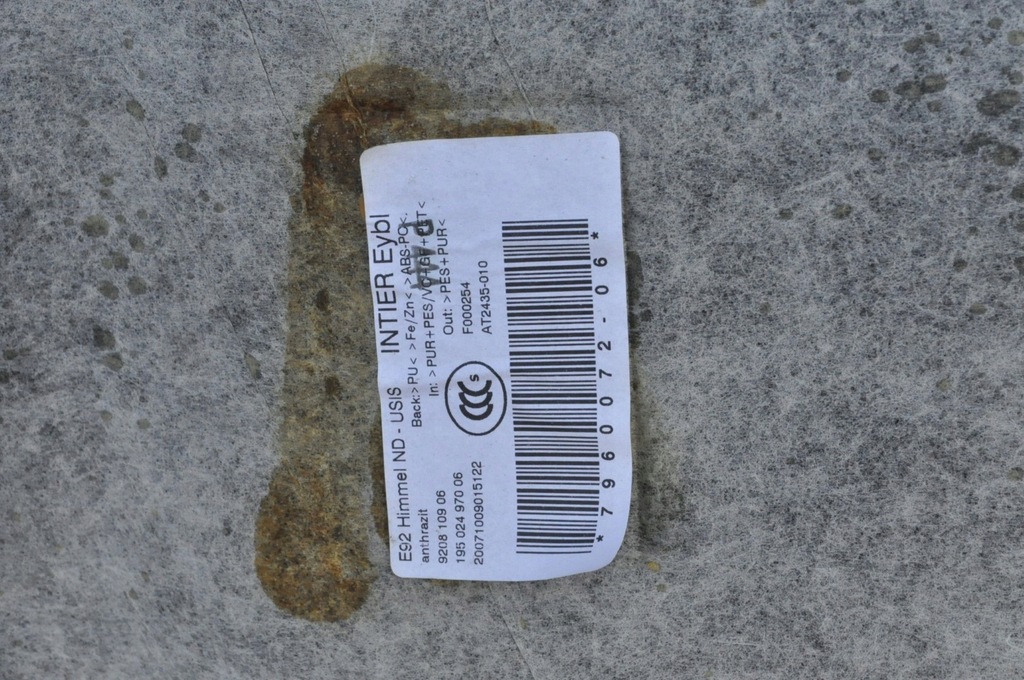 E92 Himmel ND - USIS INTIER Eybl
anthrazit Back:>PU< >Fe/Zn< >ABS-PC<
9208 109 06 In: >PUR+PES/VC+GF+PET<
195 024 970 06 Out: >PES+PUR<
20071009015122
CCC S
F000254
AT2435-010
*7960072-06*